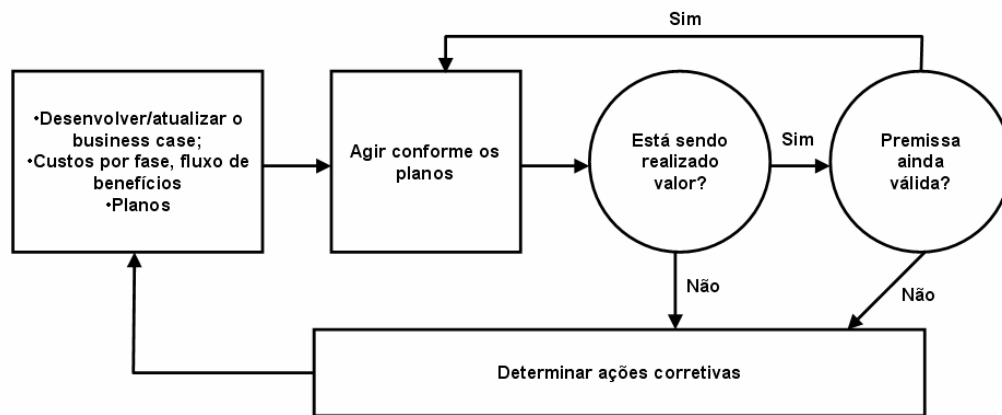 Sim
•Desenvolver/atualizar o
business case;
•Custos por fase, fluxo de
benefícios
•Planos
Agir conforme os
planos
Está sendo
realizado
valor?
Sim
Premissa
ainda
válida?
Não
Não
Determinar ações corretivas